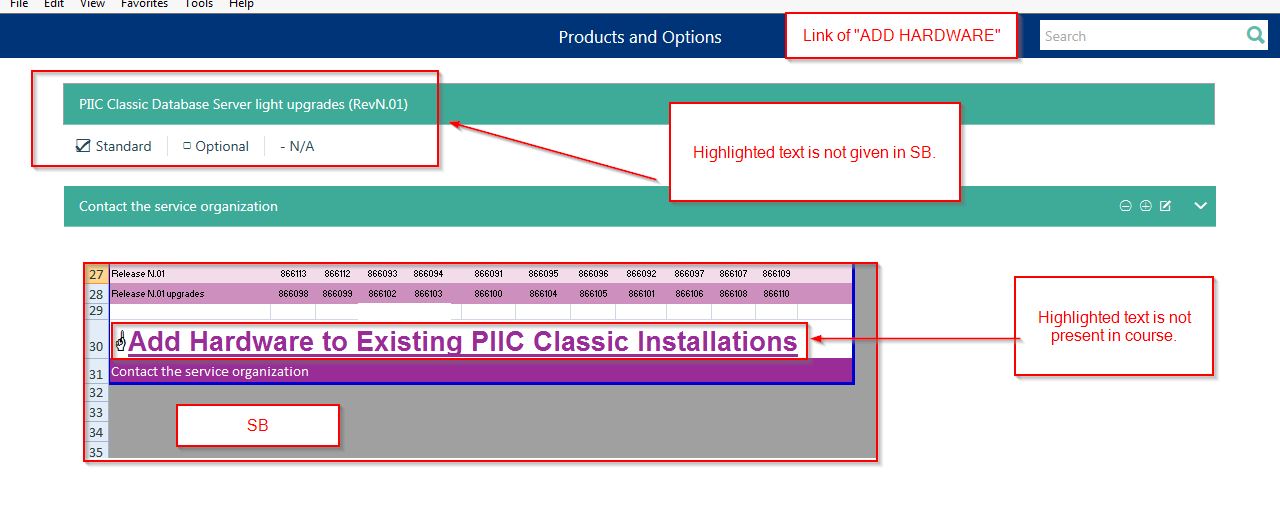 File Edit View Favorites Tools Help
Products and Options
Link of "ADD HARDWARE"
Search
PIIC Classic Database Server light upgrades (RevN.01)
Standard
Optional
- N/A
Highlighted text is not given in SB.
Contact the service organization
27 Release N.01 866113 866112 866093 866094 866091 866095 866096 866092 866097 866107 866109
28 Release N.01 upgrades 866098 866099 866102 866103 866100 866104 866105 866101 866106 866108 866110
29
30 Add Hardware to Existing PIIC Classic Installations
31 Contact the service organization
32
33
34
35
SB
Highlighted text is not
present in course.